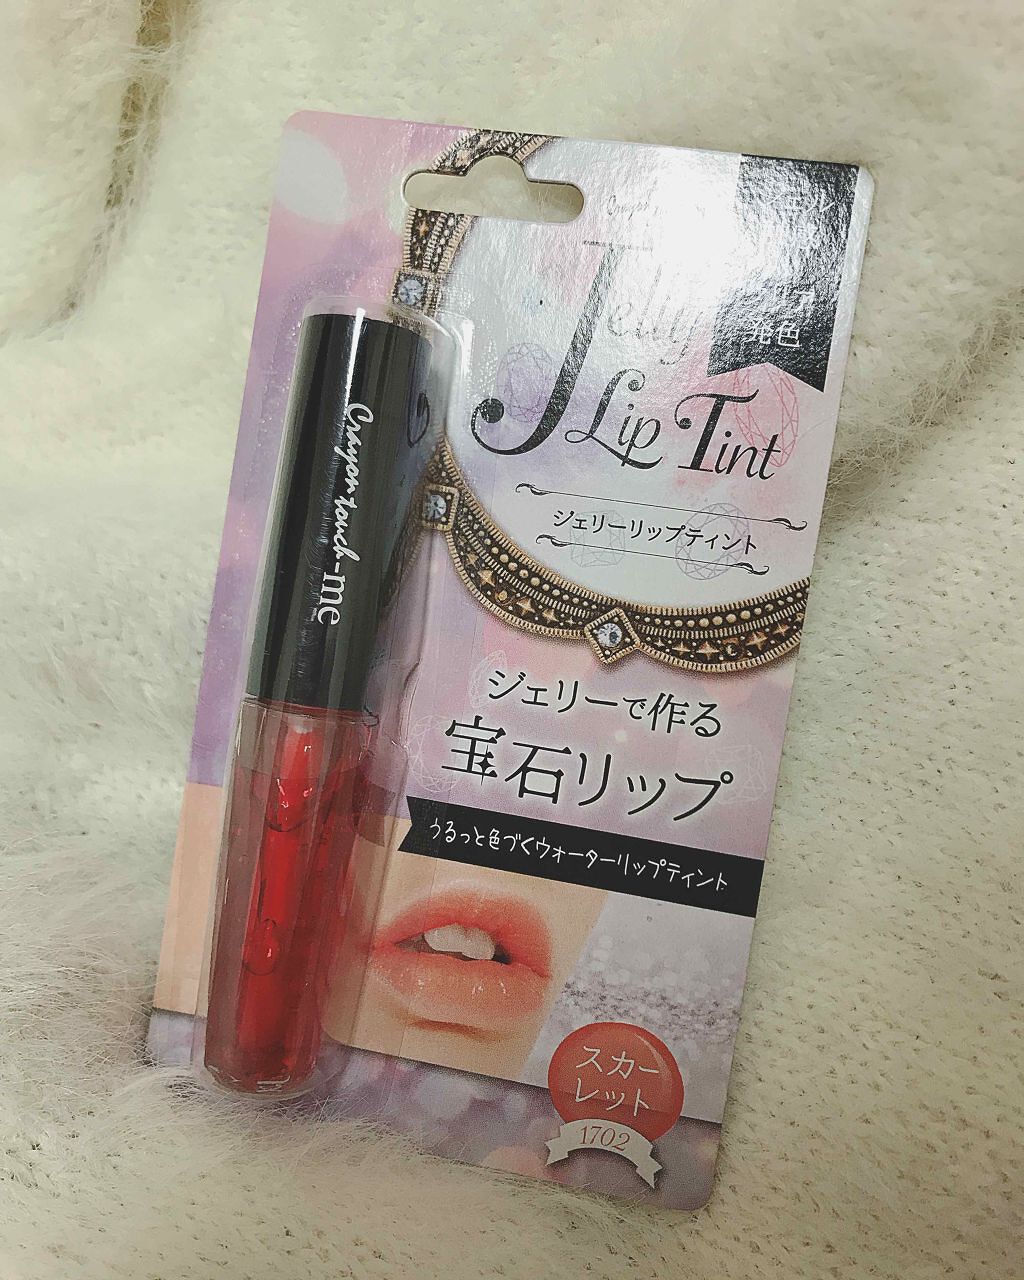 発色
Jelly
Lip Tint
ジェリーリップティント
Crayon touch-me
ジェリーで作る
宝石リップ
うるっと色づくウォーターリップティント
スカー
レット
1702